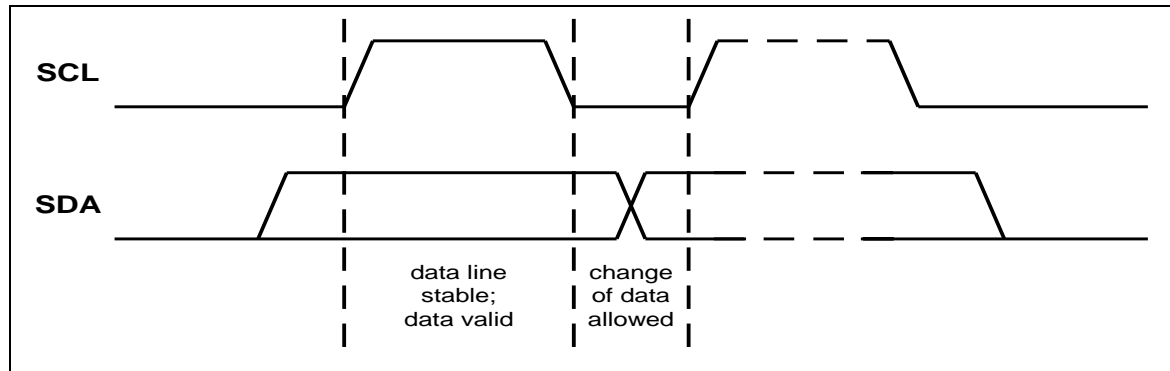 SCL
SDA
data line
stable;
data valid
change
of data
allowed